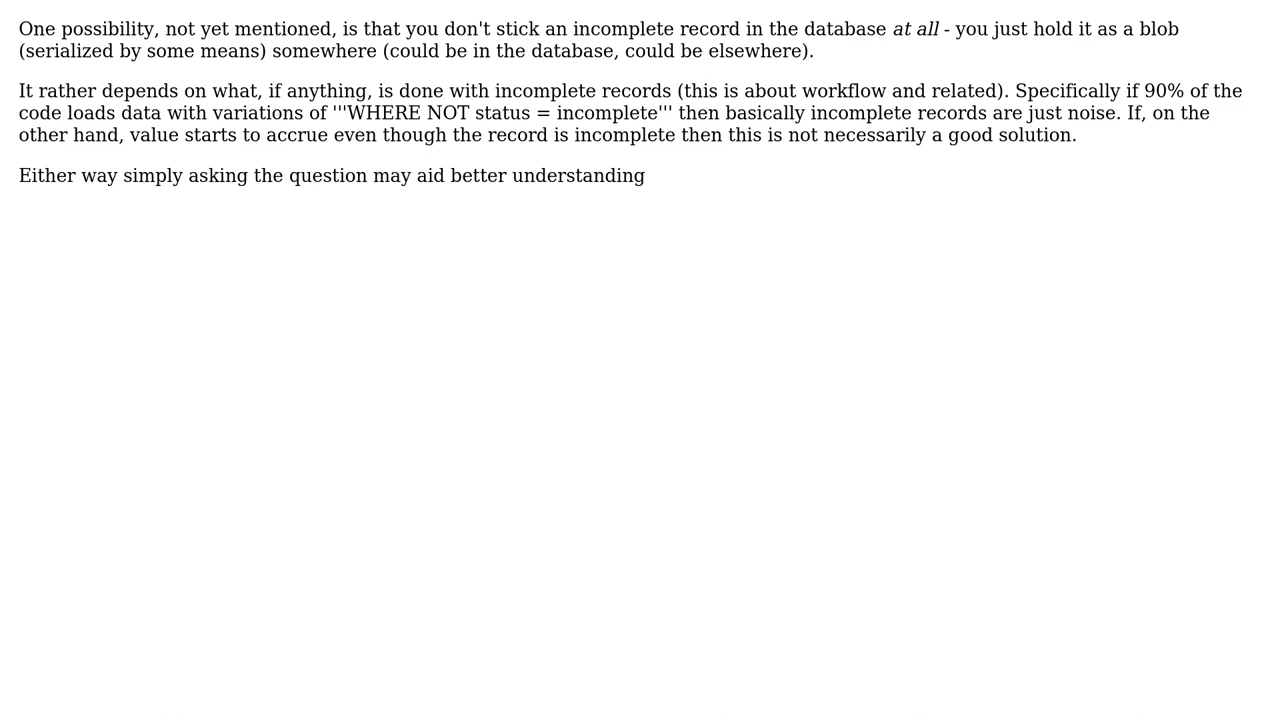 One possibility, not yet mentioned, is that you don't stick an incomplete record in the database at all - you just hold it as a blob
(serialized by some means) somewhere (could be in the database, could be elsewhere).
It rather depends on what, if anything, is done with incomplete records (this is about workflow and related). Specifically if 90% of the
code loads data with variations of '''WHERE NOT status = incomplete''' then basically incomplete records are just noise. If, on the
other hand, value starts to accrue even though the record is incomplete then this is not necessarily a good solution.
Either way simply asking the question may aid better understanding